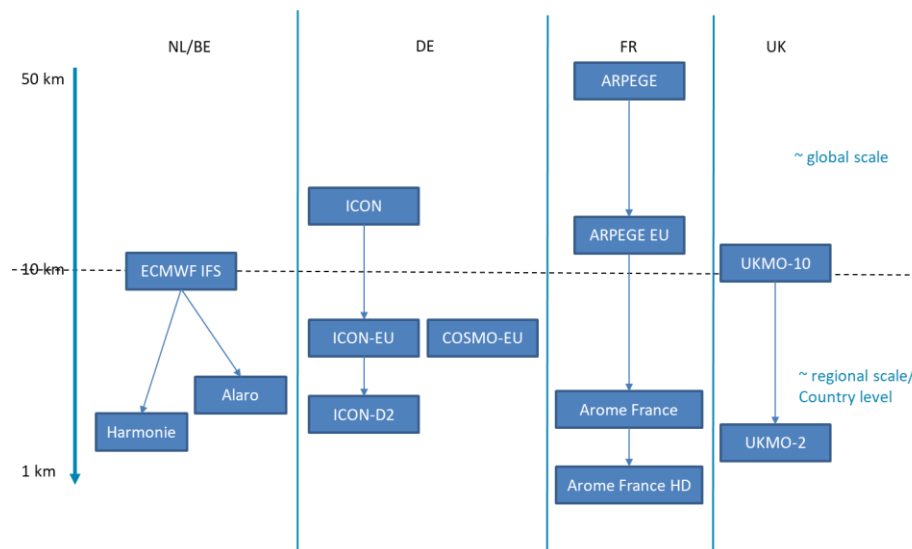 NL/BE
DE
FR
UK
50 km
ARPEGE
~ global scale
ICON
ARPEGE EU
10 km
ECMWF IFS
UKMO-10
ICON-EU
COSMO-EU
~ regional scale/
Country level
Alaro
Harmonie
ICON-D2
Arome France
UKMO-2
1 km
Arome France HD